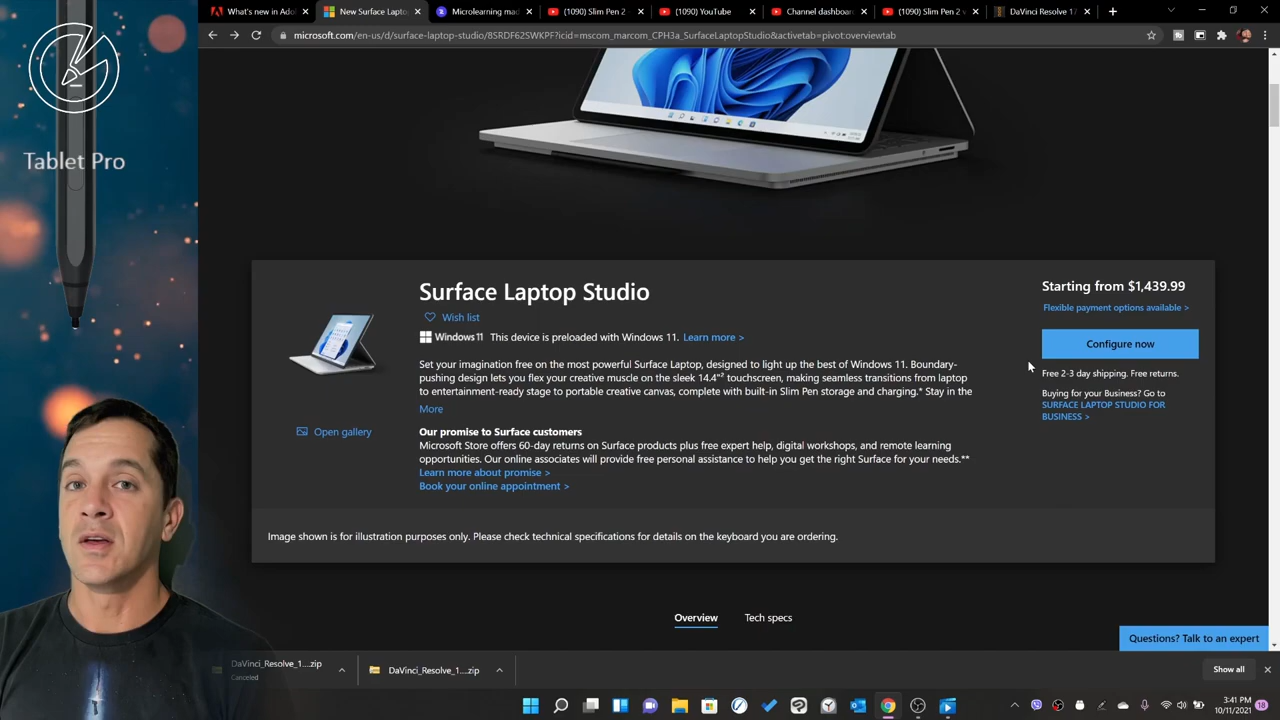 What's new in Ado
New Surface Lapto
Microlearning mad
(1090) Slim Pen 2
(1090) YouTube
Channel dashboar
(1090) Slim Pen 2 v
DaVinci Resolve 17
microsoft.com/en-us/d/surface-laptop-studio/8SRDF62SWKPF?icid=mscom_marcom_CPH3a_SurfaceLaptopStudio&activetab=pivot:overviewtab
Tablet Pro
Surface Laptop Studio
Wish list
Windows 11 This device is preloaded with Windows 11. Learn more >
Set your imagination free on the most powerful Surface Laptop, designed to light up the best of Windows 11. Boundary-
pushing design lets you flex your creative muscle on the sleek 14.4"² touchscreen, making seamless transitions from laptop
to entertainment-ready stage to portable creative canvas, complete with built-in Slim Pen storage and charging.* Stay in the
More
Open gallery
Our promise to Surface customers
Microsoft Store offers 60-day returns on Surface products plus free expert help, digital workshops, and remote learning
opportunities. Our online associates will provide free personal assistance to help you get the right Surface for your needs.**
Learn more about promise >
Book your online appointment >
Starting from $1,439.99
Flexible payment options available >
Configure now
Free 2-3 day shipping. Free returns.
Buying for your Business? Go to
SURFACE LAPTOP STUDIO FOR
BUSINESS >
Image shown is for illustration purposes only. Please check technical specifications for details on the keyboard you are ordering.
Overview
Tech specs
Questions? Talk to an expert
DaVinci_Resolve_1....zip
Canceled
DaVinci_Resolve_1....zip
Show all
3:41 PM
10/11/2021
18